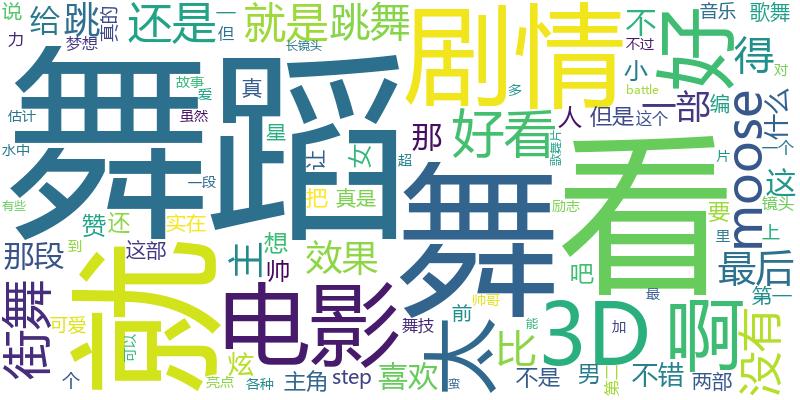 说
给
跳
真的
还是
一
但
就是
跳舞
剧情
不
好
音乐
歌舞
力
梦想
长镜头
不过
得
舞蹈
故事
爱
真
虽然
多
小
battle
对
估计
星
那
好看
人
但是
一部
这个
编
moose
什么
水中
一段
让
女
舞
超
歌舞片
看
片
一个
有些
赞
还
实在
把
真是
励志
要
镜头
这
那段
到
这部
主
想
帅
效果
就
吧
里
上
最后
街舞
电影
帅哥
前
最
第一
可爱
可以
炫
舞技
太
比
能
3D
加
啊
没有
个
亮点
各种
主角
step
喜欢
蛮
不是
男
第二
不错
两部